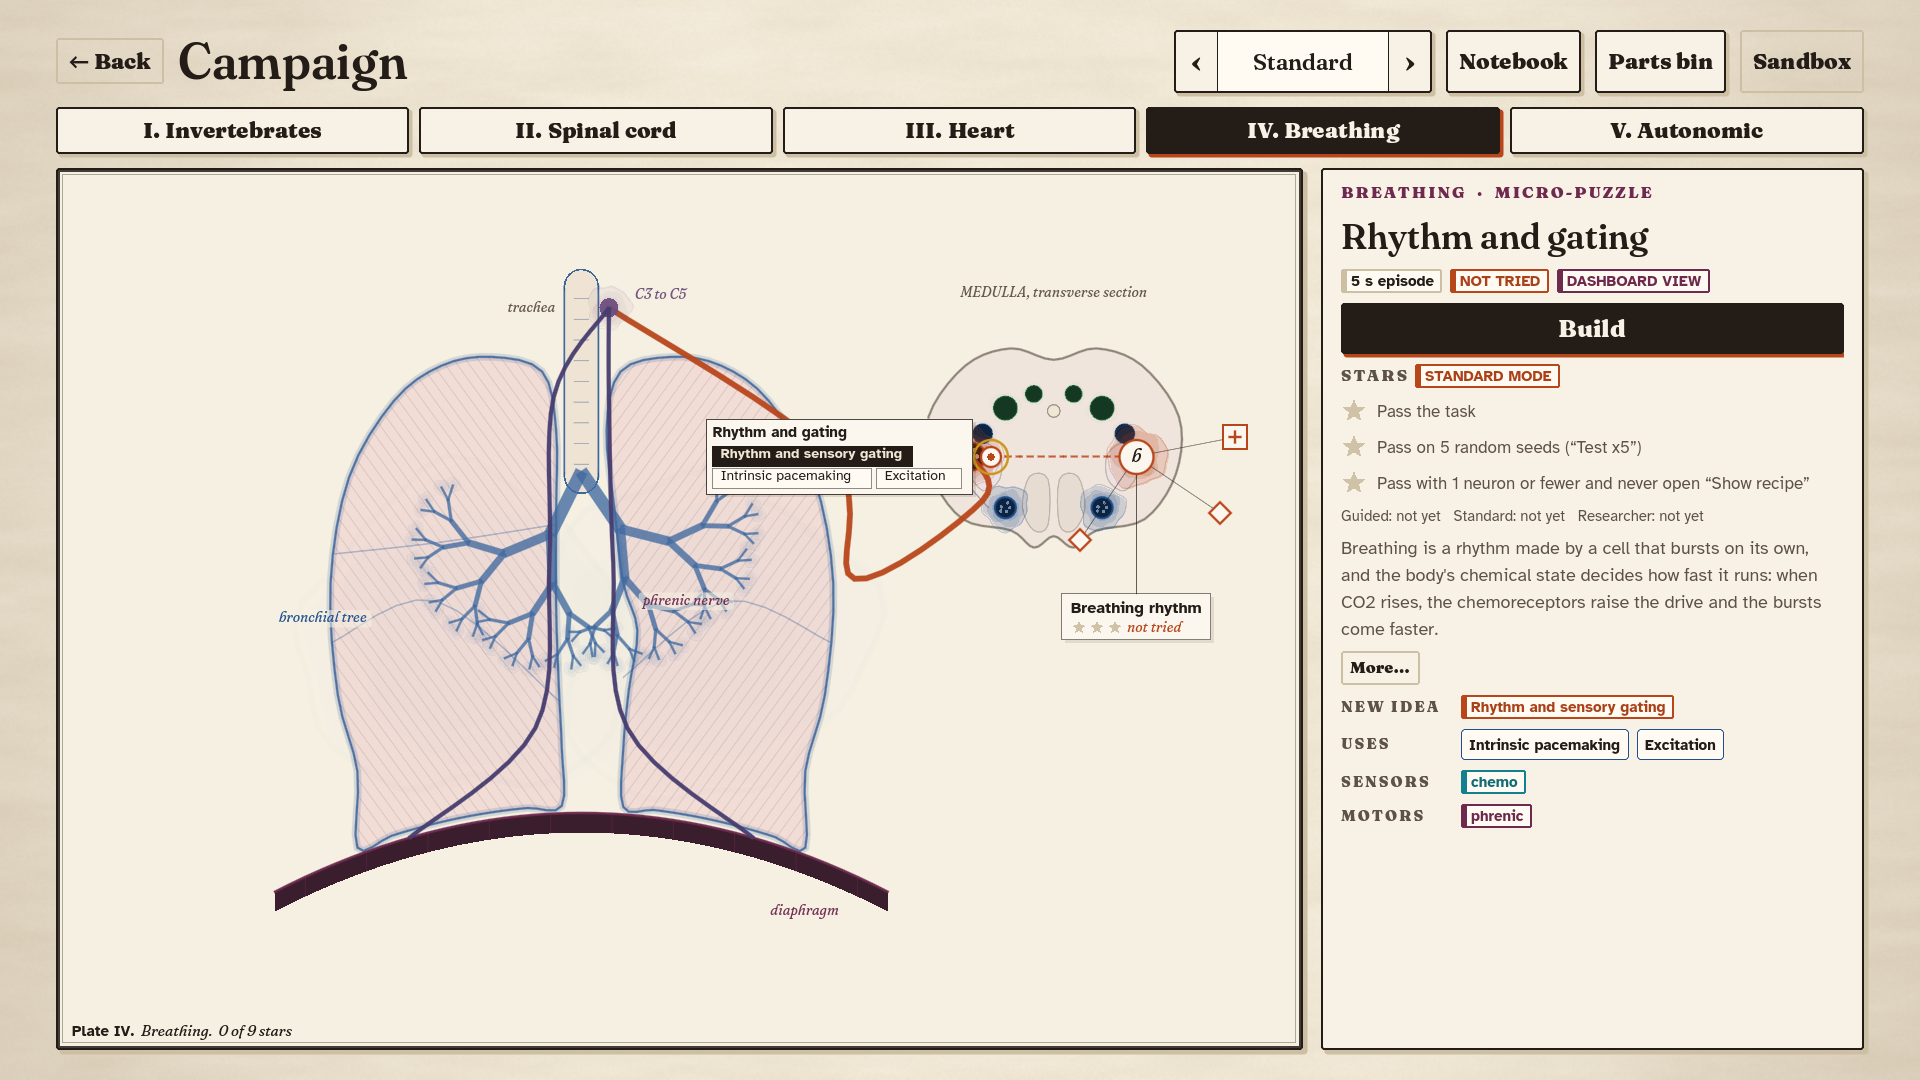 ← Back
Campaign
‹ Standard ›
Notebook
Parts bin
Sandbox
I. Invertebrates
II. Spinal cord
III. Heart
IV. Breathing
V. Autonomic
trachea
C3 to C5
MEDULLA, transverse section
Rhythm and gating
Rhythm and sensory gating
Intrinsic pacemaking
Excitation
6
+
bronchial tree
phrenic nerve
Breathing rhythm
not tried
diaphragm
Plate IV. Breathing. 0 of 9 stars
BREATHING · MICRO-PUZZLE
Rhythm and gating
5 s episode
NOT TRIED
DASHBOARD VIEW
Build
STARS STANDARD MODE
Pass the task
Pass on 5 random seeds (“Test x5”)
Pass with 1 neuron or fewer and never open “Show recipe”
Guided: not yet Standard: not yet Researcher: not yet
Breathing is a rhythm made by a cell that bursts on its own,
and the body's chemical state decides how fast it runs: when
CO2 rises, the chemoreceptors raise the drive and the bursts
come faster.
More...
NEW IDEA Rhythm and sensory gating
USES Intrinsic pacemaking Excitation
SENSORS chemo
MOTORS phrenic